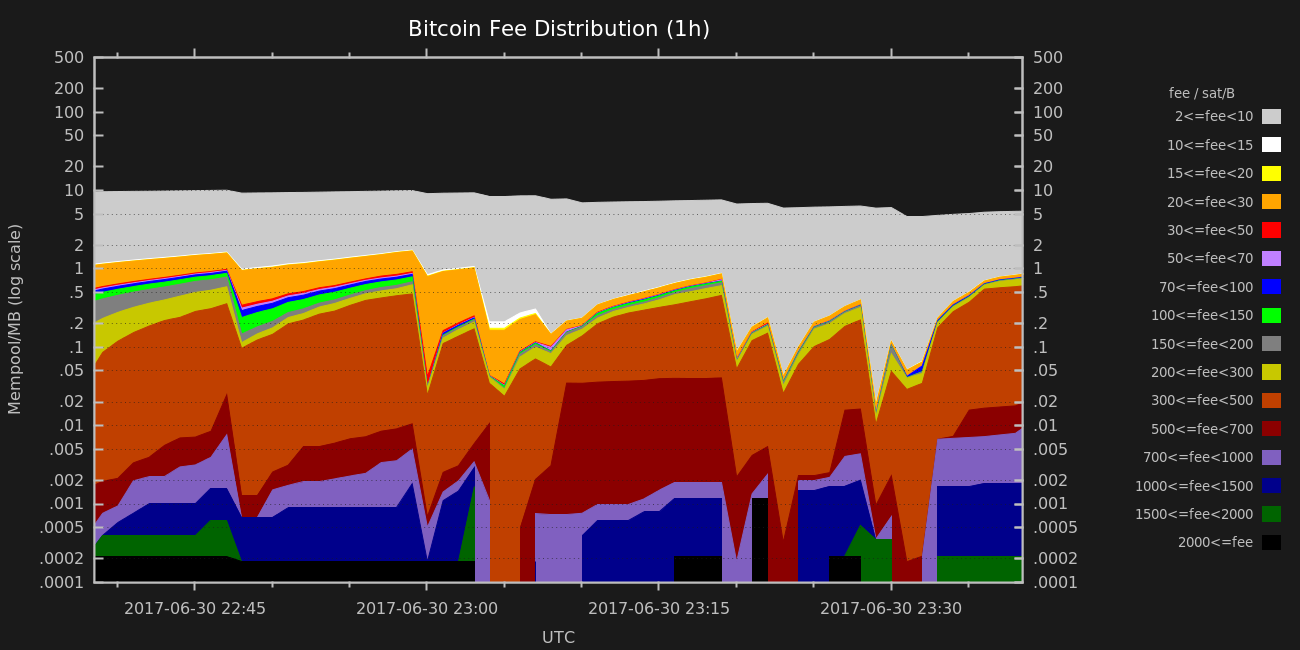 Bitcoin Fee Distribution (1h)
500
200
100
50
20
10
5
2
1
.5
.2
.1
.05
.02
.01
.005
.002
.001
.0005
.0002
.0001
Mempool/MB (log scale)
500
200
100
50
20
10
5
2
1
.5
.2
.1
.05
.02
.01
.005
.002
.001
.0005
.0002
.0001
2017-06-30 22:45
2017-06-30 23:00
2017-06-30 23:15
2017-06-30 23:30
UTC
fee / sat/B
2<=fee<10
10<=fee<15
15<=fee<20
20<=fee<30
30<=fee<50
50<=fee<70
70<=fee<100
100<=fee<150
150<=fee<200
200<=fee<300
300<=fee<500
500<=fee<700
700<=fee<1000
1000<=fee<1500
1500<=fee<2000
2000<=fee